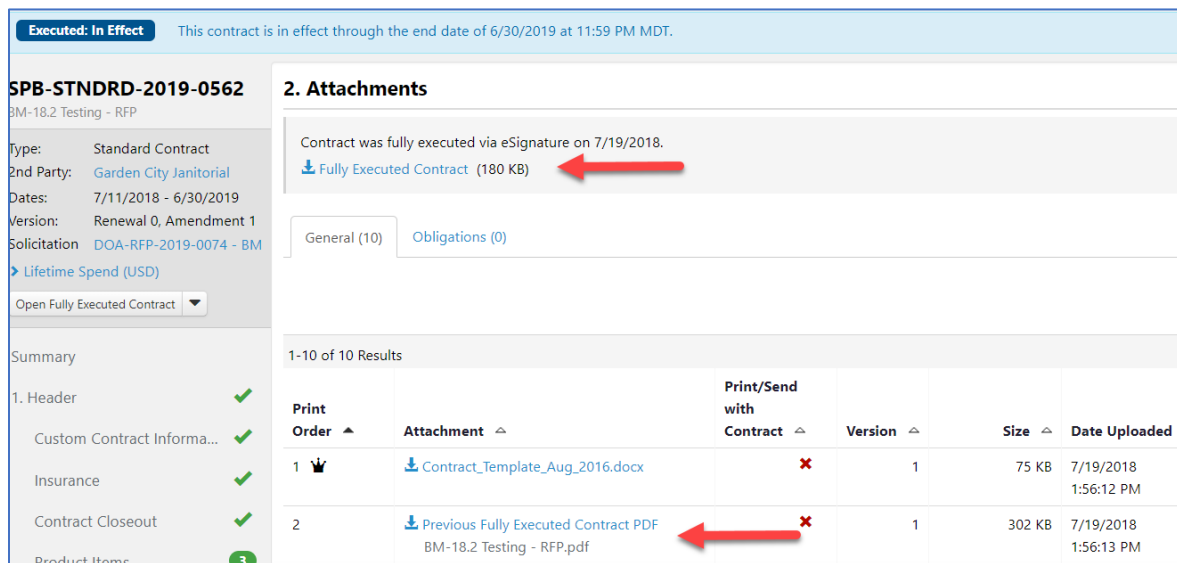 Executed: In Effect This contract is in effect through the end date of 6/30/2019 at 11:59 PM MDT.
SPB-STNDRD-2019-0562
BM-18.2 Testing - RFP
Type: Standard Contract
2nd Party: Garden City Janitorial
Dates: 7/11/2018 - 6/30/2019
Version: Renewal 0, Amendment 1
Solicitation DOA-RFP-2019-0074 - BM
Lifetime Spend (USD)
Open Fully Executed Contract
Summary
1. Header
Custom Contract Informa...
Insurance
Contract Closeout
Product Items 3
2. Attachments
Contract was fully executed via eSignature on 7/19/2018.
Fully Executed Contract (180 KB)
General (10) Obligations (0)
1-10 of 10 Results
Print Order Attachment Print/Send with Contract Version Size Date Uploaded
1 Contract_Template_Aug_2016.docx 1 75 KB 7/19/2018
1:56:12 PM
2 Previous Fully Executed Contract PDF 1 302 KB 7/19/2018
BM-18.2 Testing - RFP.pdf 1:56:13 PM